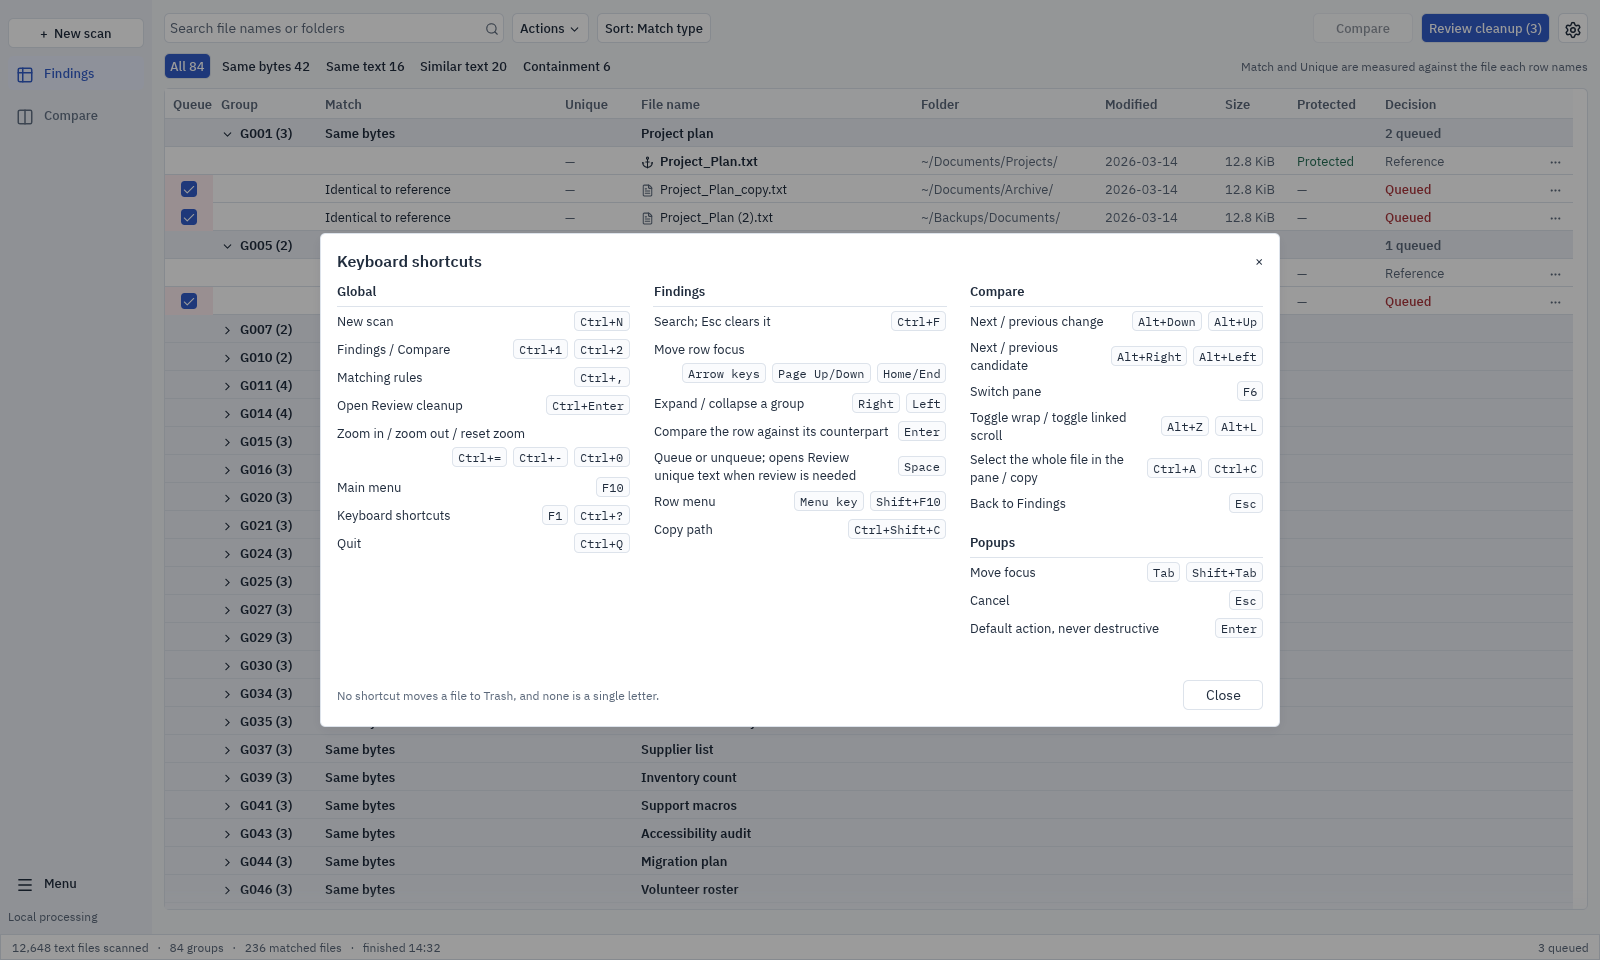 + New scan
Findings
Compare
Menu
Local processing
Search file names or folders
Actions
Sort: Match type
Compare
Review cleanup (3)
All 84
Same bytes 42
Same text 16
Similar text 20
Containment 6
Match and Unique are measured against the file each row names
Queue Group Match Unique File name Folder Modified Size Protected Decision
G001 (3) Same bytes Project plan 2 queued
— Project_Plan.txt ~/Documents/Projects/ 2026-03-14 12.8 KiB Protected Reference ...
Identical to reference — Project_Plan_copy.txt ~/Documents/Archive/ 2026-03-14 12.8 KiB — Queued ...
Identical to reference — Project_Plan (2).txt ~/Backups/Documents/ 2026-03-14 12.8 KiB — Queued ...
G005 (2) 1 queued
— Reference ...
— Queued ...
G007 (2)
G010 (2)
G011 (4)
G014 (4)
G015 (3)
G016 (3)
G020 (3)
G021 (3)
G024 (3)
G025 (3)
G027 (3)
G029 (3)
G030 (3)
G034 (3)
G035 (3)
G037 (3) Same bytes Supplier list
G039 (3) Same bytes Inventory count
G041 (3) Same bytes Support macros
G043 (3) Same bytes Accessibility audit
G044 (3) Same bytes Migration plan
G046 (3) Same bytes Volunteer roster
Keyboard shortcuts ×
Global
New scan Ctrl+N
Findings / Compare Ctrl+1 Ctrl+2
Matching rules Ctrl+,
Open Review cleanup Ctrl+Enter
Zoom in / zoom out / reset zoom
Ctrl+= Ctrl+- Ctrl+0
Main menu F10
Keyboard shortcuts F1 Ctrl+?
Quit Ctrl+Q
Findings
Search; Esc clears it Ctrl+F
Move row focus
Arrow keys Page Up/Down Home/End
Expand / collapse a group Right Left
Compare the row against its counterpart Enter
Queue or unqueue; opens Review
unique text when review is needed Space
Row menu Menu key Shift+F10
Copy path Ctrl+Shift+C
Compare
Next / previous change Alt+Down Alt+Up
Next / previous
candidate Alt+Right Alt+Left
Switch pane F6
Toggle wrap / toggle linked
scroll Alt+Z Alt+L
Select the whole file in the
pane / copy Ctrl+A Ctrl+C
Back to Findings Esc
Popups
Move focus Tab Shift+Tab
Cancel Esc
Default action, never destructive Enter
No shortcut moves a file to Trash, and none is a single letter.
Close
12,648 text files scanned · 84 groups · 236 matched files · finished 14:32
3 queued